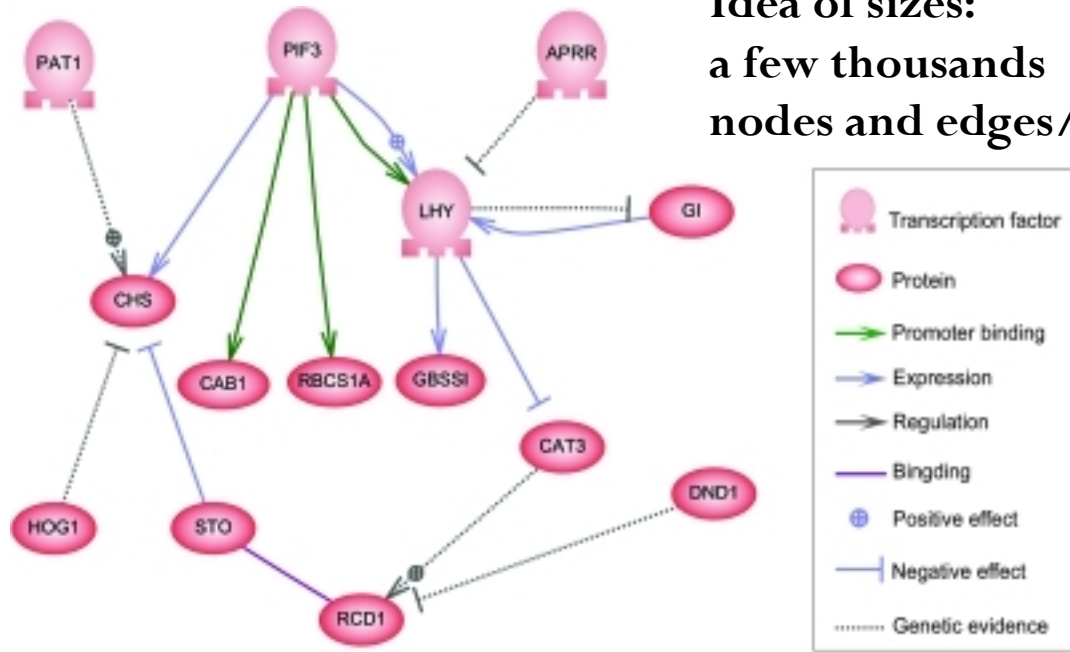 Idea of sizes:
a few thousands
nodes and edges/
PAT1
PIF3
APRR
LHY
GI
CHS
CAB1
RBCS1A
GBSSI
CAT3
DND1
HOG1
STO
RCD1
Transcription factor
Protein
Promoter binding
Expression
Regulation
Bingding
Positive effect
Negative effect
Genetic evidence